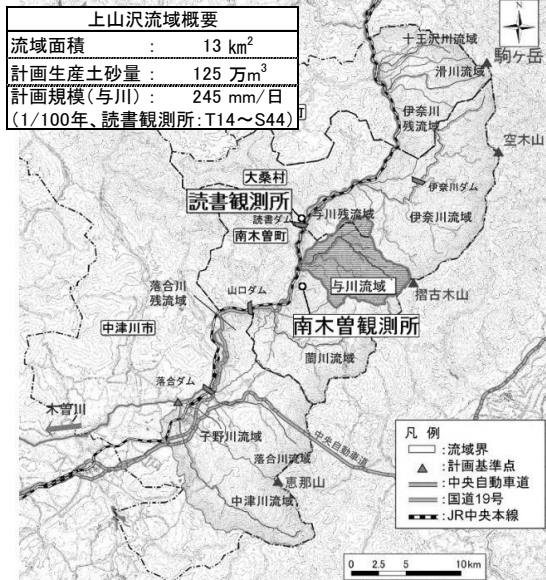 上山沢流域概要
流域面積 : 13 km²
計画生産土砂量 : 125 万m³
計画規模(与川) : 245 mm/日
(1/100年、読書観測所:T14～S44)
N
十王沢川流域
駒ヶ岳
滑川流域
伊奈川
残流域
空木山
大桑村
伊奈川ダム
読書観測所
与川残流域
伊奈川流域
読書ダム
南木曽町
落合川
残流域
山口ダム
与川流域
摺古木山
南木曽観測所
中津川市
蘭川流域
落合ダム
木曽川
子野川流域
中央自動車道
落合川流域
恵那山
中津川流域
凡 例
:流域界
:計画基準点
:中央自動車道
:国道19号
:JR中央本線
0 2.5 5 10km